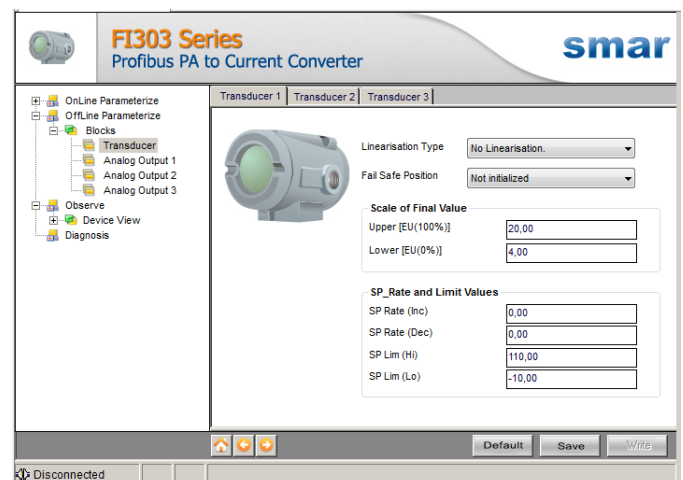 FI303 Series
Profibus PA to Current Converter
smar
OnLine Parameterize
OffLine Parameterize
Blocks
Transducer
Analog Output 1
Analog Output 2
Analog Output 3
Observe
Device View
Diagnosis
Transducer 1 Transducer 2 Transducer 3
Linearisation Type No Linearisation.
Fail Safe Position Not initialized
Scale of Final Value
Upper [EU(100%)] 20,00
Lower [EU(0%)] 4,00
SP_Rate and Limit Values
SP Rate (Inc) 0,00
SP Rate (Dec) 0,00
SP Lim (Hi) 110,00
SP Lim (Lo) -10,00
Default Save Write
Disconnected